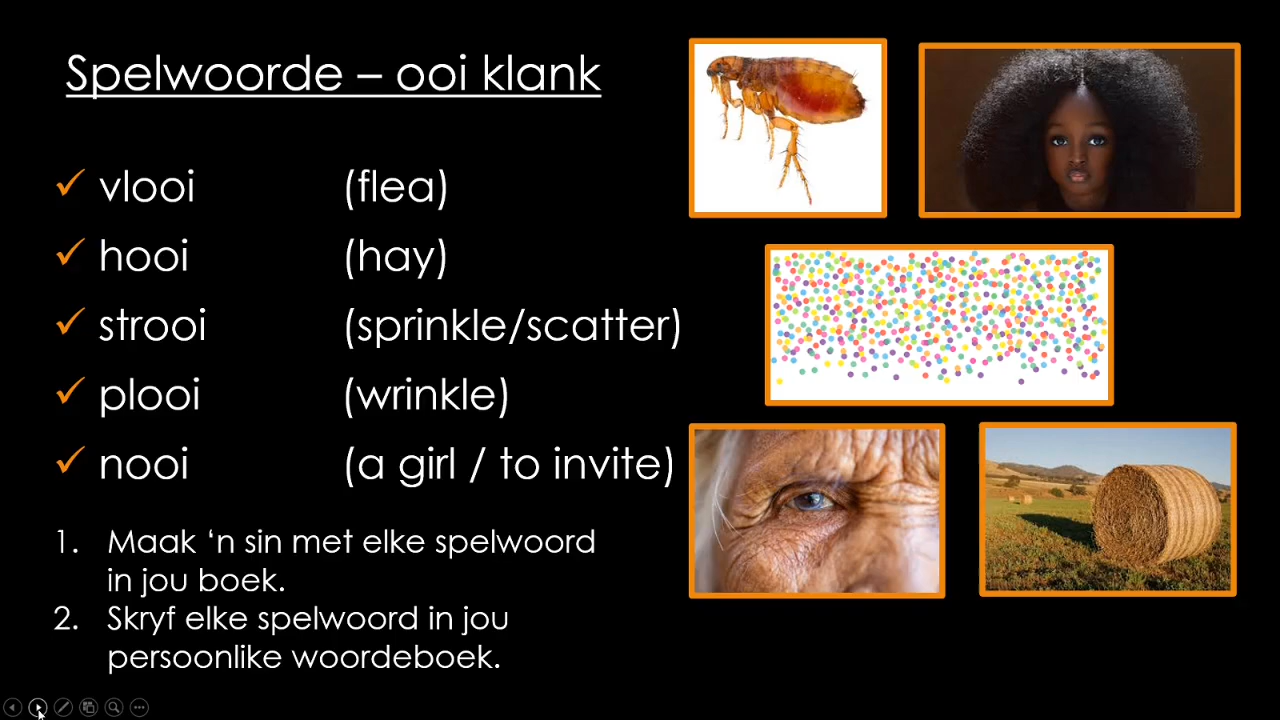 Spelwoorde – ooi klank
vlooi (flea)
hooi (hay)
strooi (sprinkle/scatter)
plooi (wrinkle)
nooi (a girl / to invite)
1. Maak ‘n sin met elke spelwoord
in jou boek.
2. Skryf elke spelwoord in jou
persoonlike woordeboek.